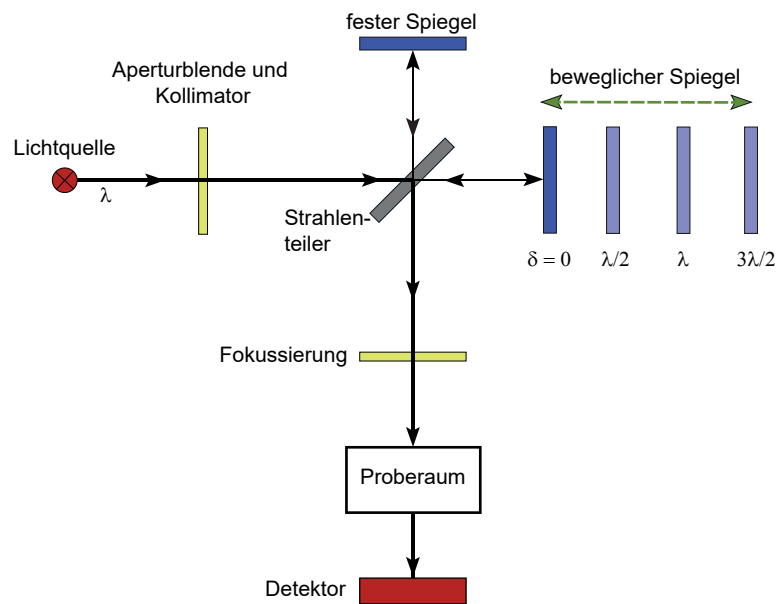 fester Spiegel
Aperturblende und
Kollimator
beweglicher Spiegel
Lichtquelle
λ
Strahlen-
teiler
δ = 0
λ/2
λ
3λ/2
Fokussierung
Proberaum
Detektor